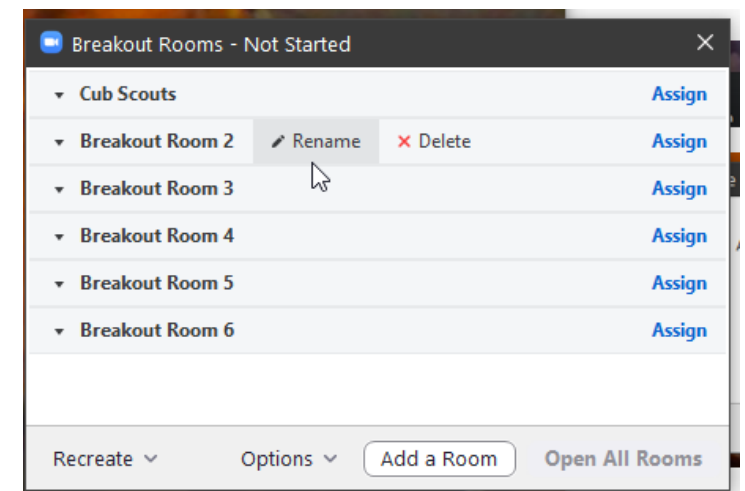 Breakout Rooms - Not Started
Cub Scouts Assign
Breakout Room 2 Rename Delete Assign
Breakout Room 3 Assign
Breakout Room 4 Assign
Breakout Room 5 Assign
Breakout Room 6 Assign
Recreate Options Add a Room Open All Rooms